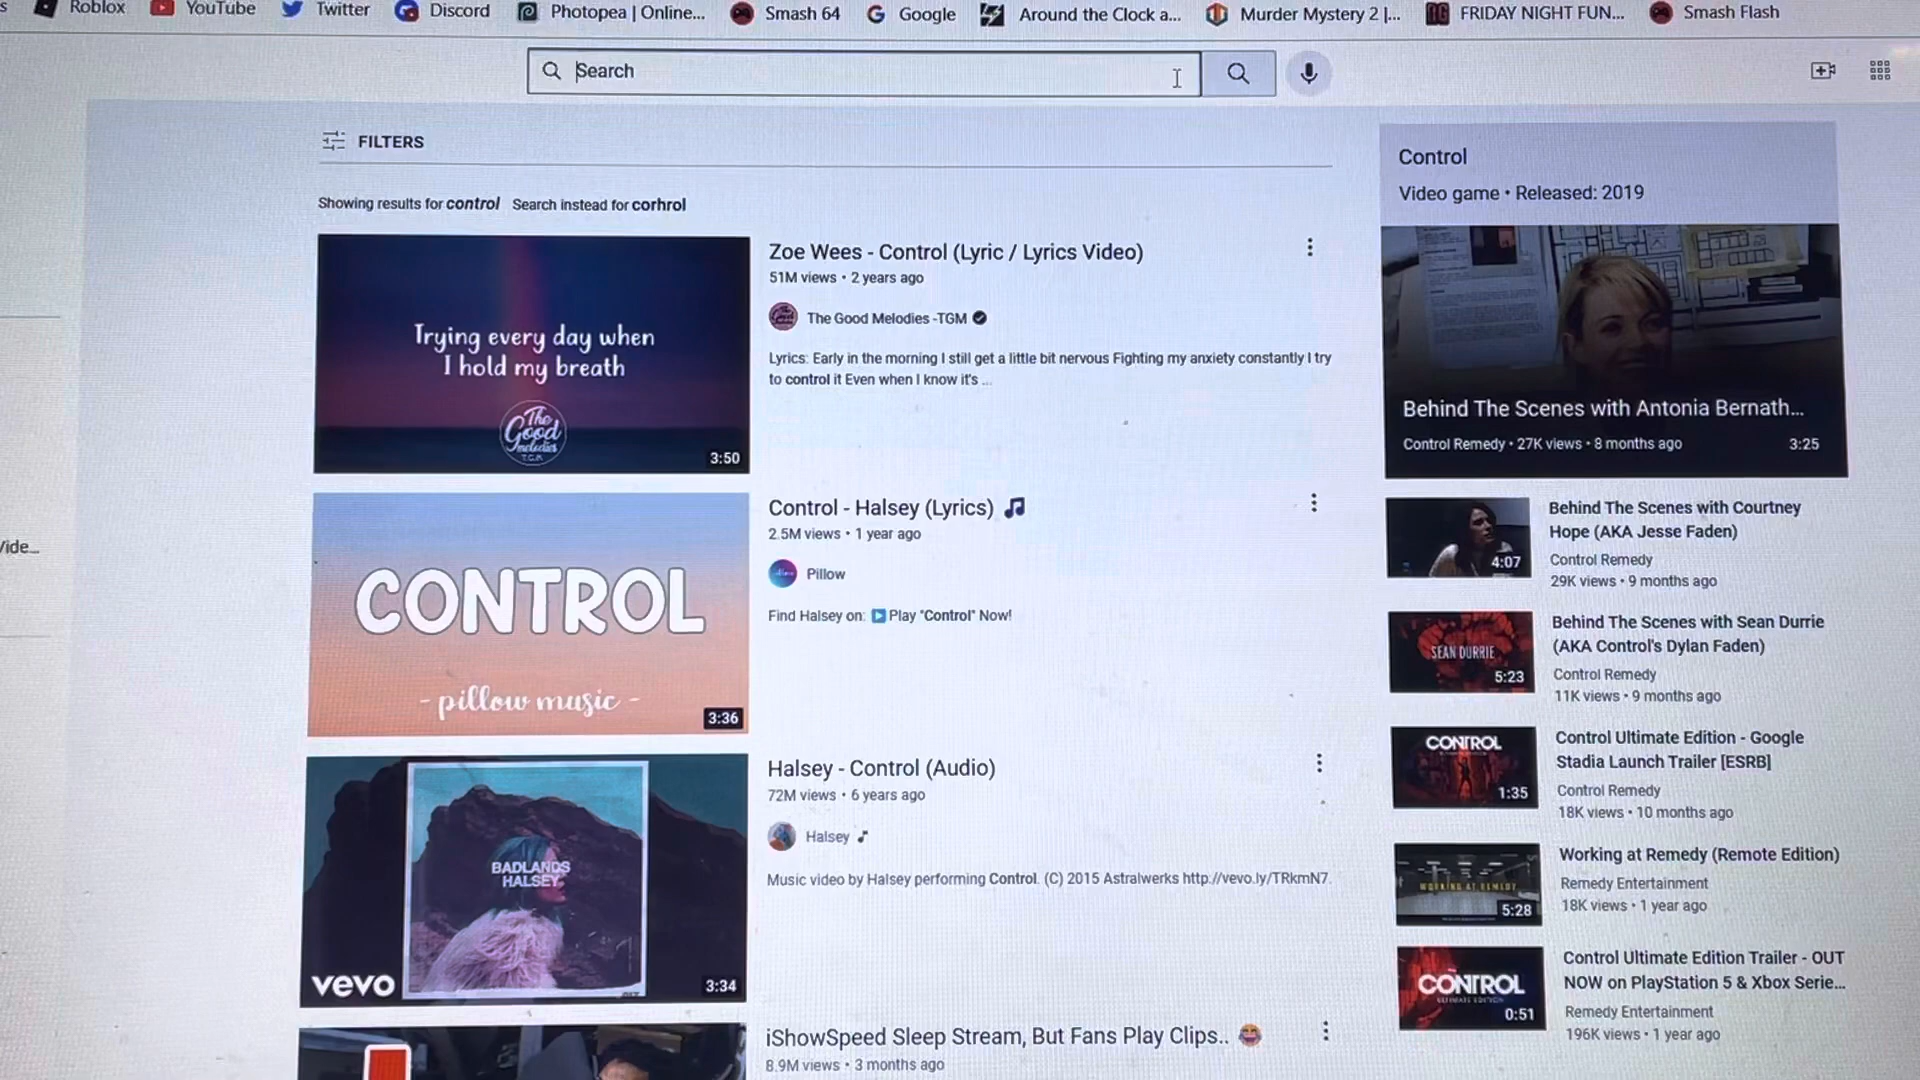 Roblox YouTube Twitter Discord Photopea | Online... Smash 64 Google Around the Clock a... Murder Mystery 2 |... FRIDAY NIGHT FUN... Smash Flash
Search
FILTERS
Showing results for control Search instead for corhrol
Trying every day when
I hold my breath
The
Good
melodies
T.G.M
3:50
Zoe Wees - Control (Lyric / Lyrics Video)
51M views • 2 years ago
The Good Melodies -TGM
Lyrics: Early in the morning I still get a little bit nervous Fighting my anxiety constantly I try
to control it Even when I know it's ...
CONTROL
- pillow music -
3:36
Control - Halsey (Lyrics)
2.5M views • 1 year ago
Pillow
Find Halsey on: Play "Control" Now!
BADLANDS
HALSEY
vevo
3:34
Halsey - Control (Audio)
72M views • 6 years ago
Halsey
Music video by Halsey performing Control. (C) 2015 Astralwerks http://vevo.ly/TRkmN7.
iShowSpeed Sleep Stream, But Fans Play Clips..
8.9M views • 3 months ago
Vide...
Control
Video game • Released: 2019
Behind The Scenes with Antonia Bernath...
Control Remedy • 27K views • 8 months ago
3:25
4:07
Behind The Scenes with Courtney
Hope (AKA Jesse Faden)
Control Remedy
29K views • 9 months ago
SEAN DURRIE
5:23
Behind The Scenes with Sean Durrie
(AKA Control's Dylan Faden)
Control Remedy
11K views • 9 months ago
CONTROL
1:35
Control Ultimate Edition - Google
Stadia Launch Trailer [ESRB]
Control Remedy
18K views • 10 months ago
WORKING AT REMEDY
5:28
Working at Remedy (Remote Edition)
Remedy Entertainment
18K views • 1 year ago
CONTROL
ULTIMATE EDITION
0:51
Control Ultimate Edition Trailer - OUT
NOW on PlayStation 5 & Xbox Serie...
Remedy Entertainment
196K views • 1 year ago